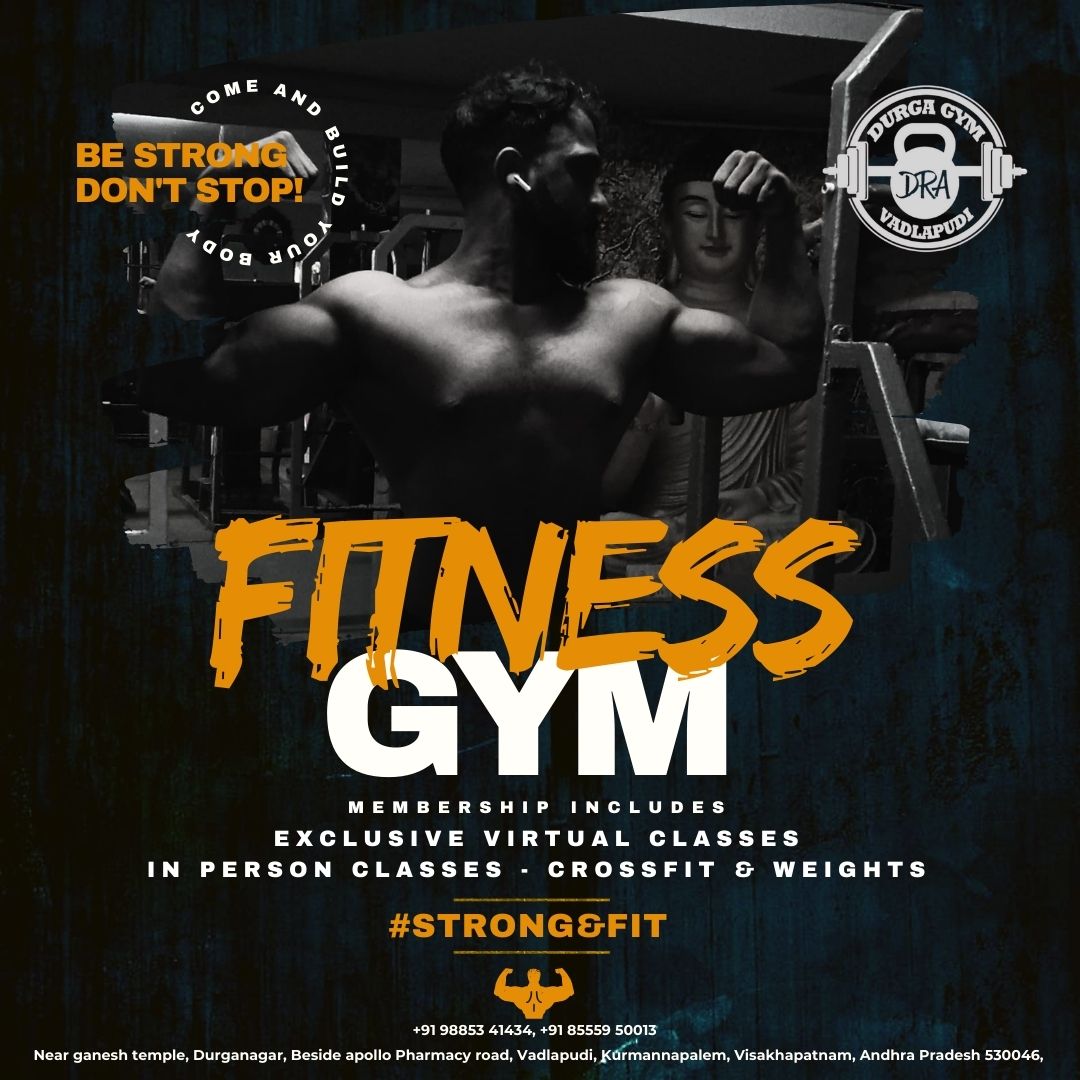 COME AND BUILD YOUR BODY
BE STRONG
DON'T STOP!
DURGA GYM
DRA
VADLAPUDI
FITNESS
GYM
MEMBERSHIP INCLUDES
EXCLUSIVE VIRTUAL CLASSES
IN PERSON CLASSES - CROSSFIT & WEIGHTS
#STRONG&FIT
+91 98853 41434, +91 85559 50013
Near ganesh temple, Durganagar, Beside apollo Pharmacy road, Vadlapudi, Kurmannapalem, Visakhapatnam, Andhra Pradesh 530046,